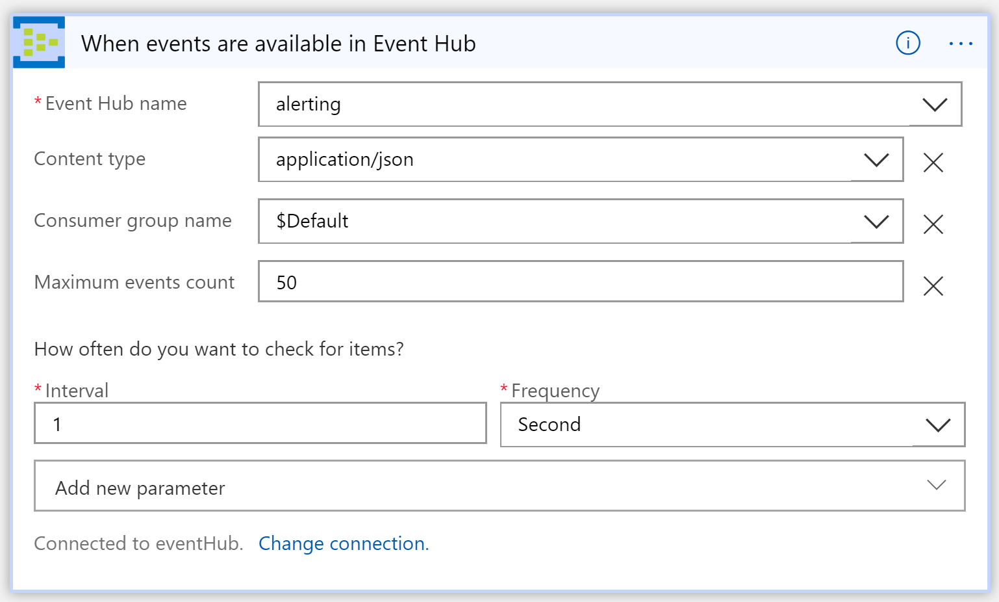 When events are available in Event Hub
* Event Hub name
alerting
Content type
application/json
Consumer group name
$Default
Maximum events count
50
How often do you want to check for items?
* Interval
* Frequency
1
Second
Add new parameter
Connected to eventHub. Change connection.